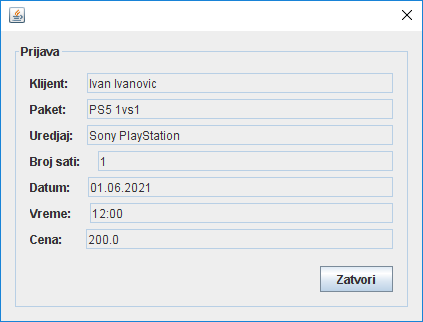 Prijava
Klijent: Ivan Ivanovic
Paket: PS5 1vs1
Uredjaj: Sony PlayStation
Broj sati: 1
Datum: 01.06.2021
Vreme: 12:00
Cena: 200.0
Zatvori